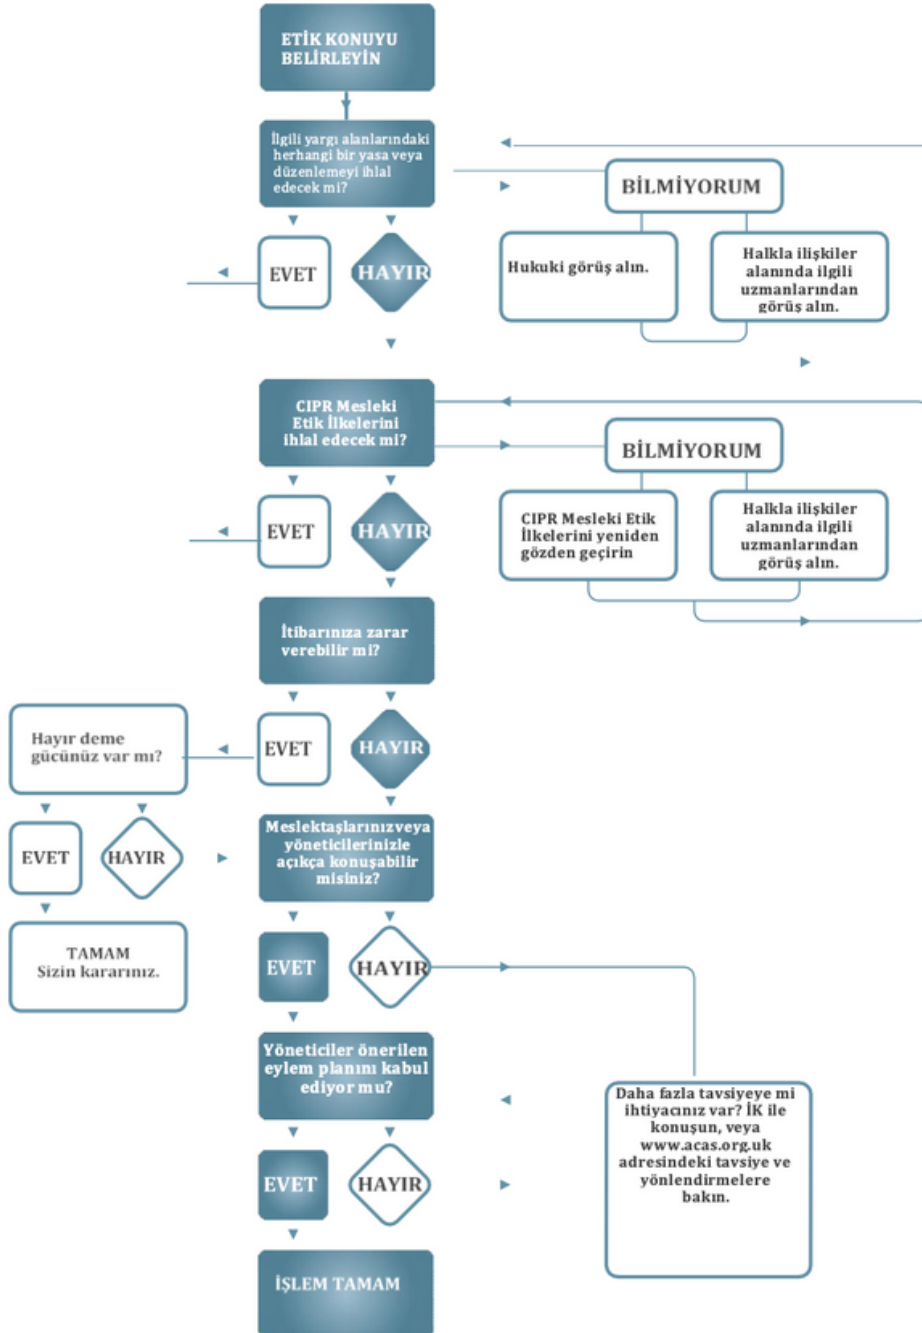 ETİK KONUYU
BELİRLEYİN
İlgili yargı alanlarındaki
herhangi bir yasa veya
düzenlemeyi ihlal
edecek mi?
BİLMİYORUM
EVET
HAYIR
Hukuki görüş alın.
Halkla ilişkiler
alanında ilgili
uzmanlarından
görüş alın.
CIPR Mesleki
Etik İlkelerini
ihlal edecek mi?
BİLMİYORUM
EVET
HAYIR
CIPR Mesleki Etik
İlkelerini yeniden
gözden geçirin
Halkla ilişkiler
alanında ilgili
uzmanlarından
görüş alın.
İtibarınıza zarar
verebilir mi?
EVET
HAYIR
Hayır deme
gücünüz var mı?
EVET
HAYIR
TAMAM
Sizin kararınız.
Meslektaşlarınızveya
yöneticilerinizle
açıkça konuşabilir
misiniz?
EVET
HAYIR
Yöneticiler önerilen
eylem planını kabul
ediyor mu?
Daha fazla tavsiyeye mi
ihtiyacınız var? İK ile
konuşun, veya
www.acas.org.uk
adresindeki tavsiye ve
yönlendirmelere
bakın.
EVET
HAYIR
İŞLEM TAMAM